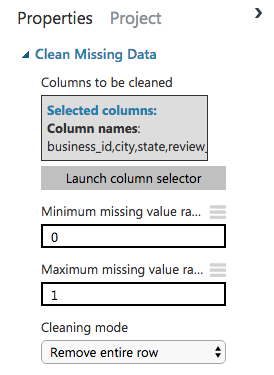 Properties Project
Clean Missing Data
Columns to be cleaned
Selected columns:
Column names:
business_id,city,state,review_
Launch column selector
Minimum missing value ra...
0
Maximum missing value ra...
1
Cleaning mode
Remove entire row